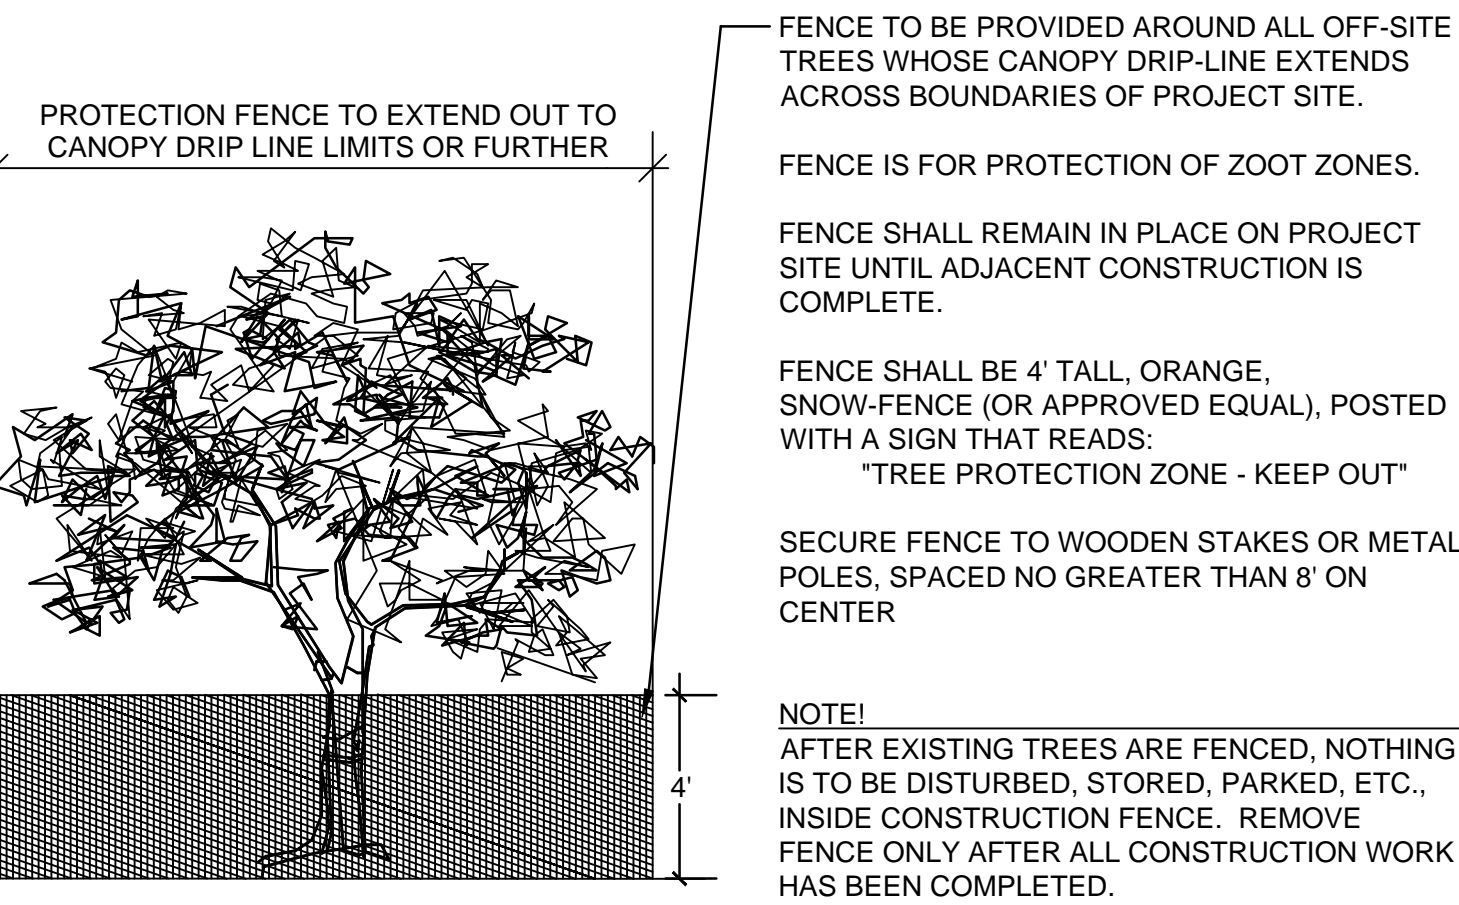 PROTECTION FENCE TO EXTEND OUT TO
CANOPY DRIP LINE LIMITS OR FURTHER
FENCE TO BE PROVIDED AROUND ALL OFF-SITE
TREES WHOSE CANOPY DRIP-LINE EXTENDS
ACROSS BOUNDARIES OF PROJECT SITE.
FENCE IS FOR PROTECTION OF ZOOT ZONES.
FENCE SHALL REMAIN IN PLACE ON PROJECT
SITE UNTIL ADJACENT CONSTRUCTION IS
COMPLETE.
FENCE SHALL BE 4' TALL, ORANGE,
SNOW-FENCE (OR APPROVED EQUAL), POSTED
WITH A SIGN THAT READS:
"TREE PROTECTION ZONE - KEEP OUT"
SECURE FENCE TO WOODEN STAKES OR METAL
POLES, SPACED NO GREATER THAN 8' ON
CENTER
4'
NOTE!
AFTER EXISTING TREES ARE FENCED, NOTHING
IS TO BE DISTURBED, STORED, PARKED, ETC.,
INSIDE CONSTRUCTION FENCE.  REMOVE
FENCE ONLY AFTER ALL CONSTRUCTION WORK
HAS BEEN COMPLETED.